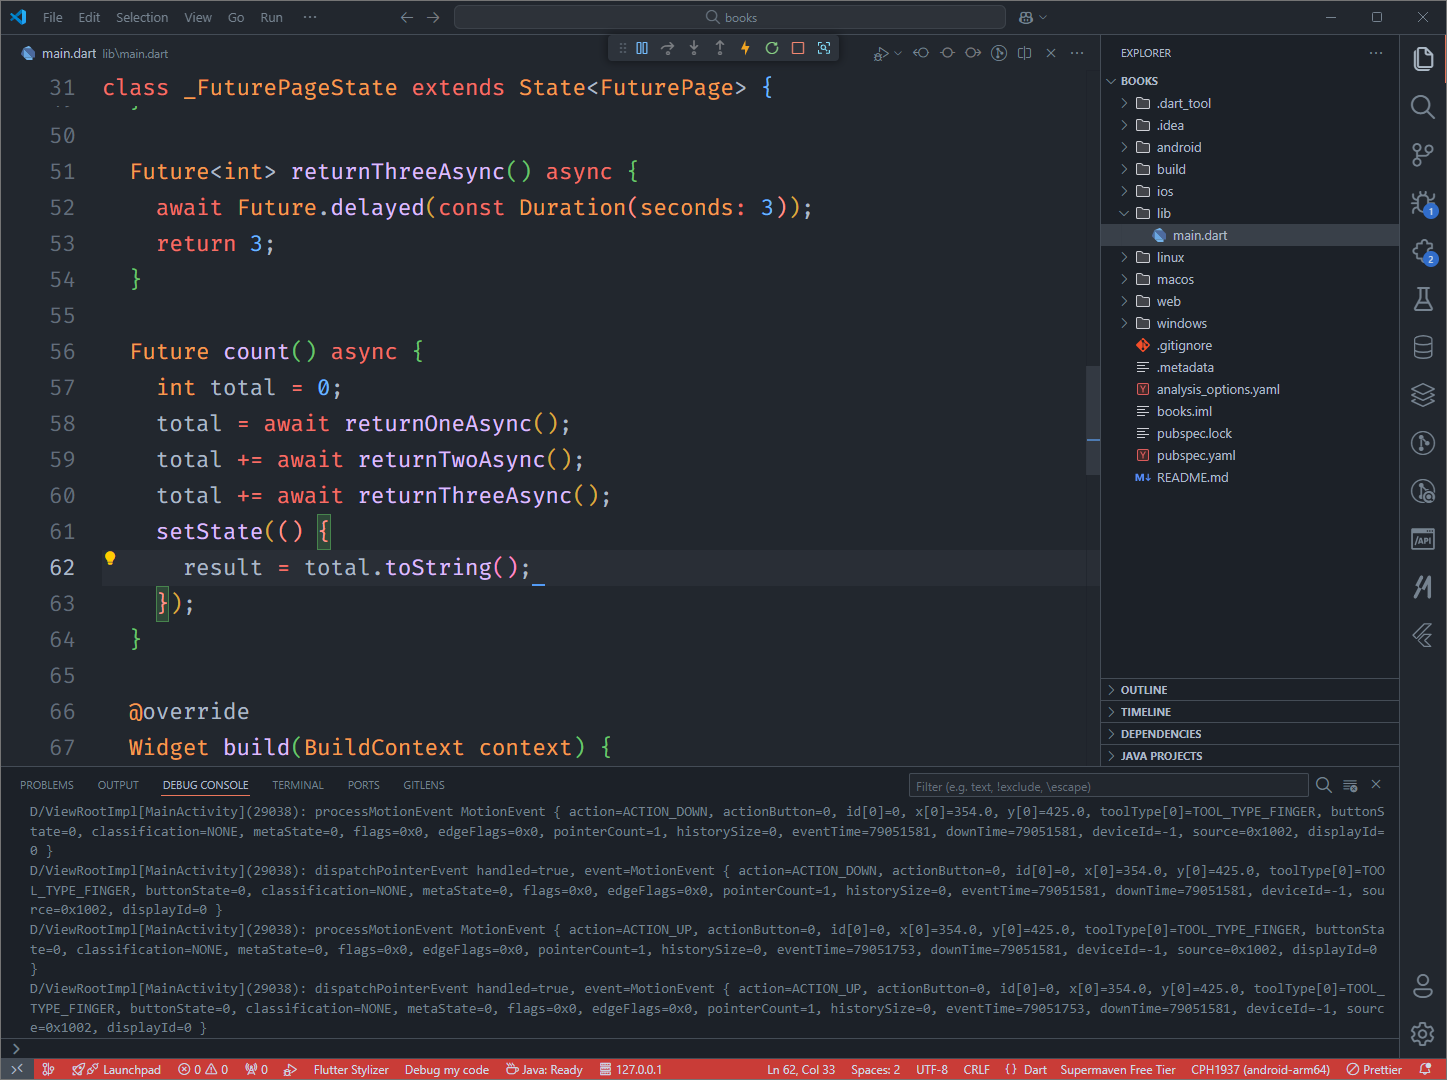 File Edit Selection View Go Run ···
books
main.dart lib\main.dart
31 class _FuturePageState extends State<FuturePage> {
50
51 Future<int> returnThreeAsync() async {
52 await Future.delayed(const Duration(seconds: 3));
53 return 3;
54 }
55
56 Future count() async {
57 int total = 0;
58 total = await returnOneAsync();
59 total += await returnTwoAsync();
60 total += await returnThreeAsync();
61 setState(() {
62 result = total.toString();
63 });
64 }
65
66 @override
67 Widget build(BuildContext context) {
EXPLORER
BOOKS
.dart_tool
.idea
android
build
ios
lib
main.dart
linux
macos
web
windows
.gitignore
.metadata
analysis_options.yaml
books.iml
pubspec.lock
pubspec.yaml
README.md
OUTLINE
TIMELINE
DEPENDENCIES
JAVA PROJECTS
1
2
/API
PROBLEMS OUTPUT DEBUG CONSOLE TERMINAL PORTS GITLENS
Filter (e.g. text, !exclude, \escape)
D/ViewRootImpl[MainActivity](29038): processMotionEvent MotionEvent { action=ACTION_DOWN, actionButton=0, id[0]=0, x[0]=354.0, y[0]=425.0, toolType[0]=TOOL_TYPE_FINGER, buttonS
tate=0, classification=NONE, metaState=0, flags=0x0, edgeFlags=0x0, pointerCount=1, historySize=0, eventTime=79051581, downTime=79051581, deviceId=-1, source=0x1002, displayId=
0 }
D/ViewRootImpl[MainActivity](29038): dispatchPointerEvent handled=true, event=MotionEvent { action=ACTION_DOWN, actionButton=0, id[0]=0, x[0]=354.0, y[0]=425.0, toolType[0]=TOO
L_TYPE_FINGER, buttonState=0, classification=NONE, metaState=0, flags=0x0, edgeFlags=0x0, pointerCount=1, historySize=0, eventTime=79051581, downTime=79051581, deviceId=-1, sou
rce=0x1002, displayId=0 }
D/ViewRootImpl[MainActivity](29038): processMotionEvent MotionEvent { action=ACTION_UP, actionButton=0, id[0]=0, x[0]=354.0, y[0]=425.0, toolType[0]=TOOL_TYPE_FINGER, buttonSta
te=0, classification=NONE, metaState=0, flags=0x0, edgeFlags=0x0, pointerCount=1, historySize=0, eventTime=79051753, downTime=79051581, deviceId=-1, source=0x1002, displayId=0
}
D/ViewRootImpl[MainActivity](29038): dispatchPointerEvent handled=true, event=MotionEvent { action=ACTION_UP, actionButton=0, id[0]=0, x[0]=354.0, y[0]=425.0, toolType[0]=TOOL_
TYPE_FINGER, buttonState=0, classification=NONE, metaState=0, flags=0x0, edgeFlags=0x0, pointerCount=1, historySize=0, eventTime=79051753, downTime=79051581, deviceId=-1, sourc
e=0x1002, displayId=0 }
Launchpad 0 0 0 Flutter Stylizer Debug my code Java: Ready 127.0.0.1 Ln 62, Col 33 Spaces: 2 UTF-8 CRLF { } Dart Supermaven Free Tier CPH1937 (android-arm64) Prettier